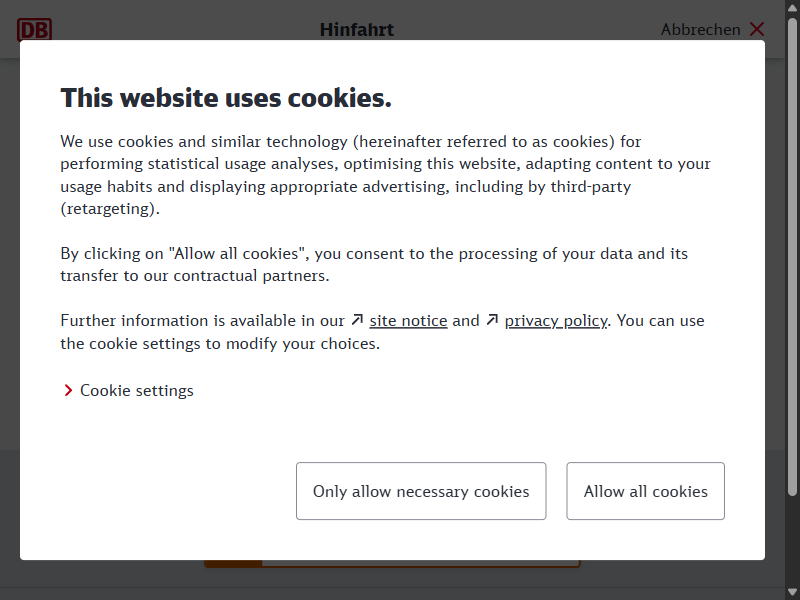 DB
Hinfahrt
Abbrechen
This website uses cookies.
We use cookies and similar technology (hereinafter referred to as cookies) for
performing statistical usage analyses, optimising this website, adapting content to your
usage habits and displaying appropriate advertising, including by third-party
(retargeting).
By clicking on "Allow all cookies", you consent to the processing of your data and its
transfer to our contractual partners.
Further information is available in our site notice and privacy policy. You can use
the cookie settings to modify your choices.
Cookie settings
Only allow necessary cookies
Allow all cookies